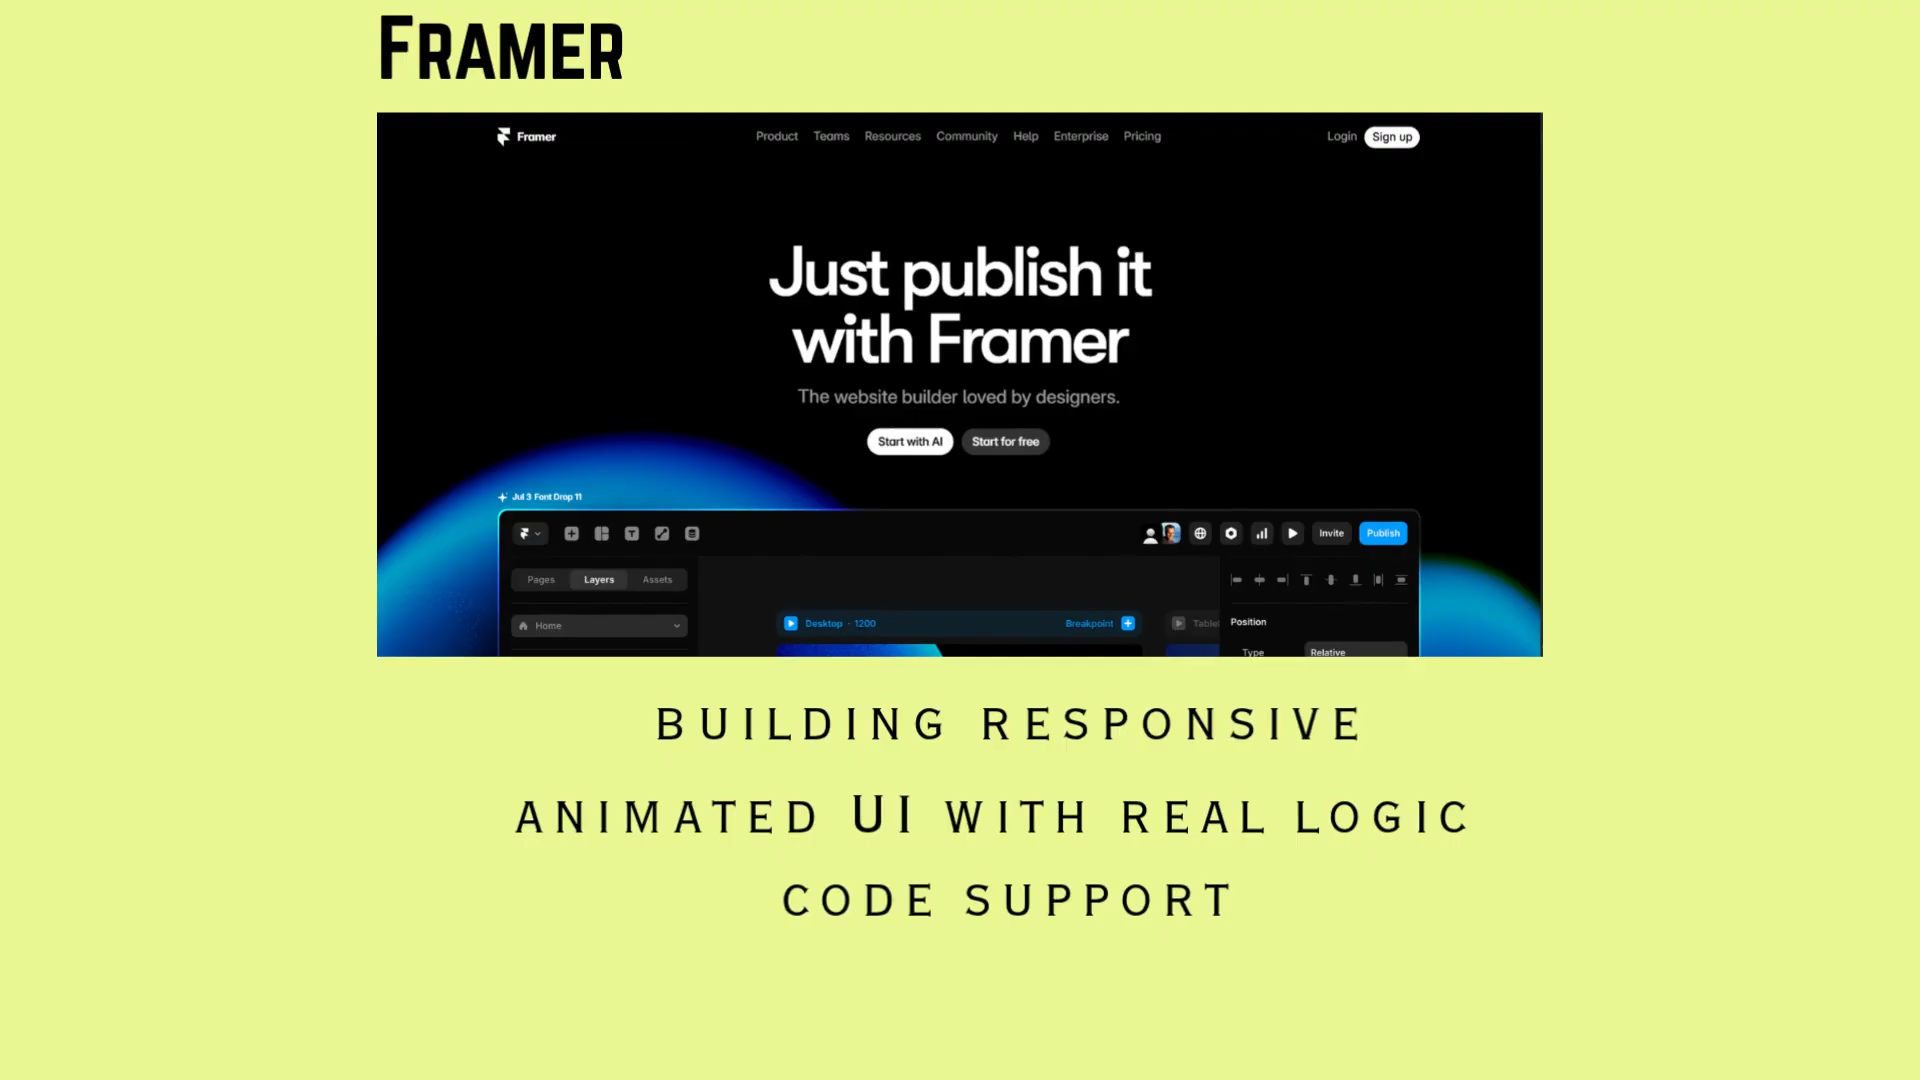 FRAMER
Framer Product Teams Resources Community Help Enterprise Pricing Login Sign up
Just publish it
with Framer
The website builder loved by designers.
Start with AI Start for free
Jul 3 Font Drop 11
Invite Publish
Pages Layers Assets
Desktop · 1200 Breakpoint Tablet Position
Home
Type Relative
BUILDING RESPONSIVE
ANIMATED UI WITH REAL LOGIC
CODE SUPPORT